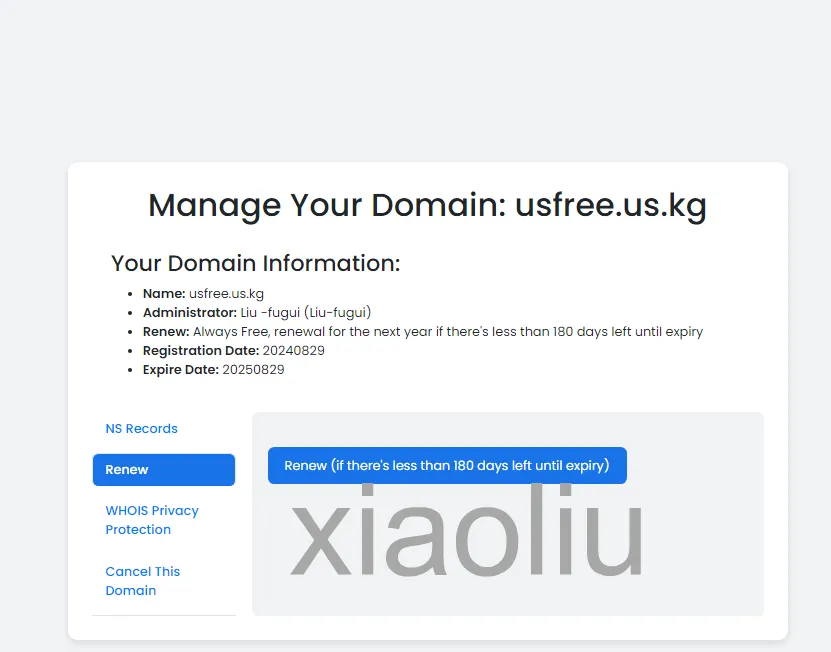 Manage Your Domain: usfree.us.kg
Your Domain Information:
Name: usfree.us.kg
Administrator: Liu -fugui (Liu-fugui)
Renew: Always Free, renewal for the next year if there's less than 180 days left until expiry
Registration Date: 20240829
Expire Date: 20250829
NS Records
Renew
WHOIS Privacy
Protection
Cancel This
Domain
Renew (if there's less than 180 days left until expiry)
xiaoliu